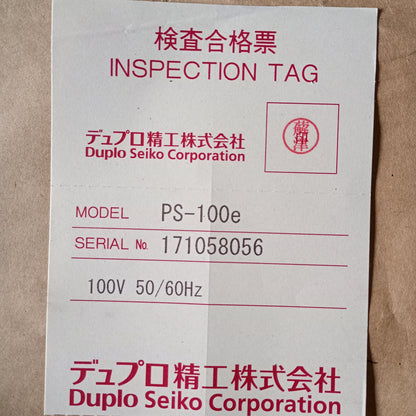 検査合格票
INSPECTION TAG
デュプロ精工株式会社
Duplo Seiko Corporation
MODEL PS-100e
SERIAL No. 171058056
100V 50/60Hz
デュプロ精工株式会社
Duplo Seiko Corporation